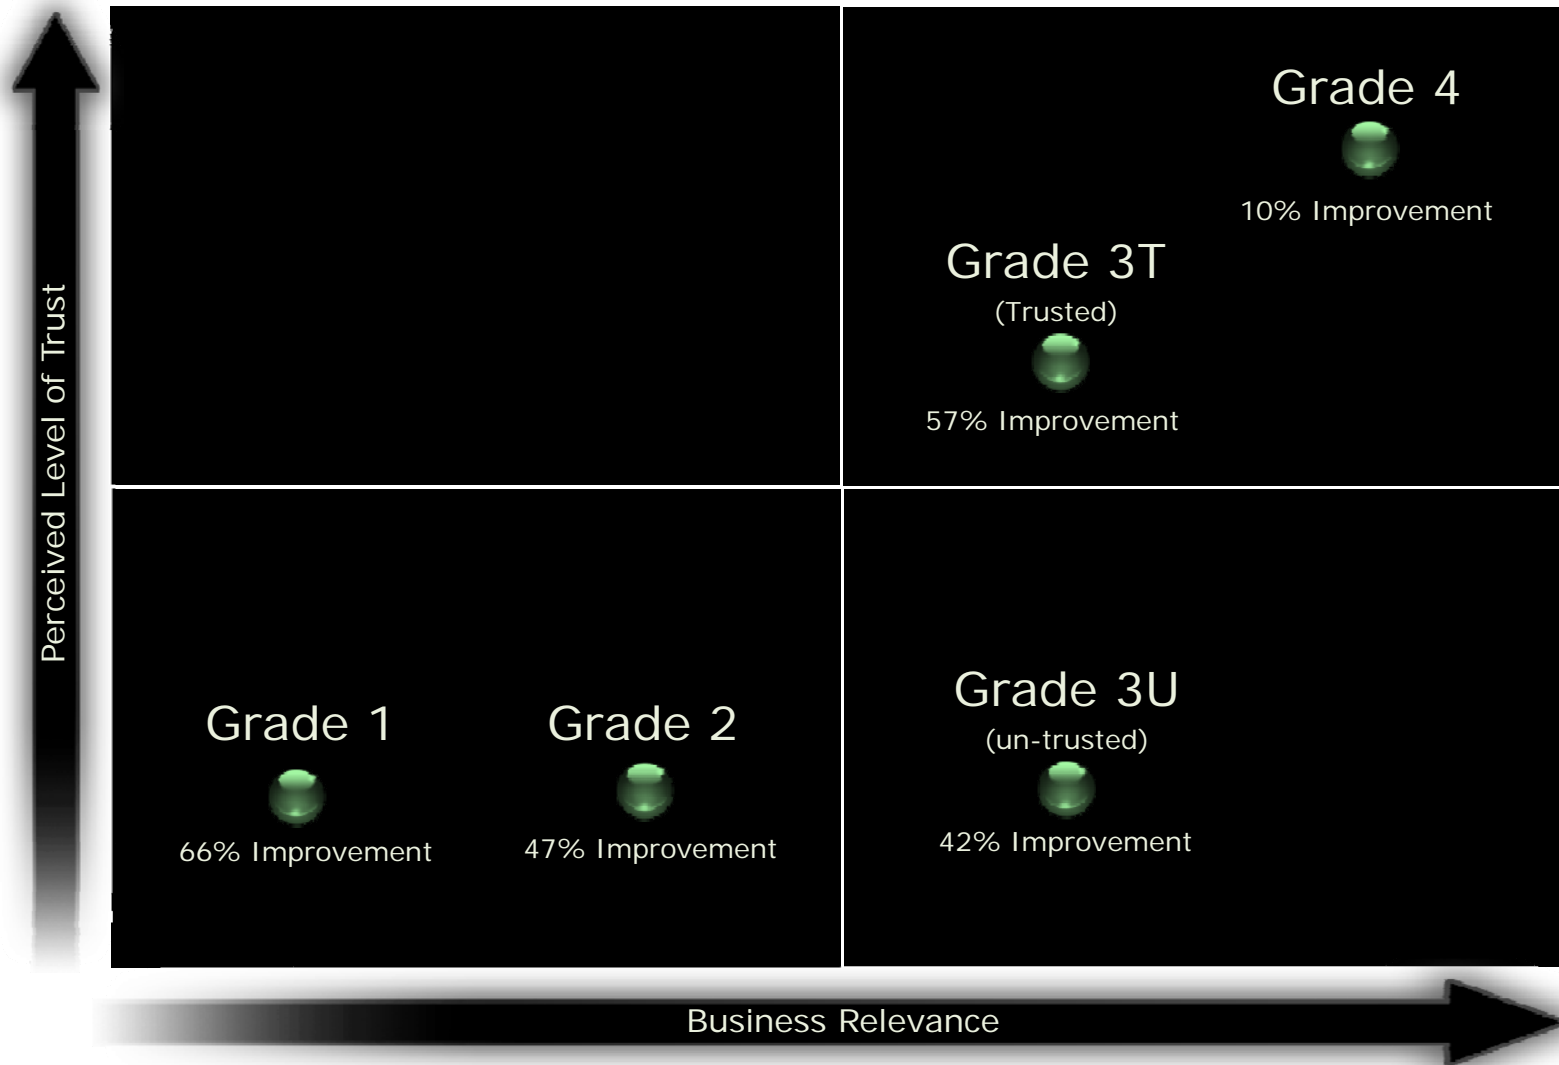 Perceived Level of Trust
Grade 4
10% Improvement
Grade 3T
(Trusted)
57% Improvement
Grade 1
66% Improvement
Grade 2
47% Improvement
Grade 3U
(un-trusted)
42% Improvement
Business Relevance